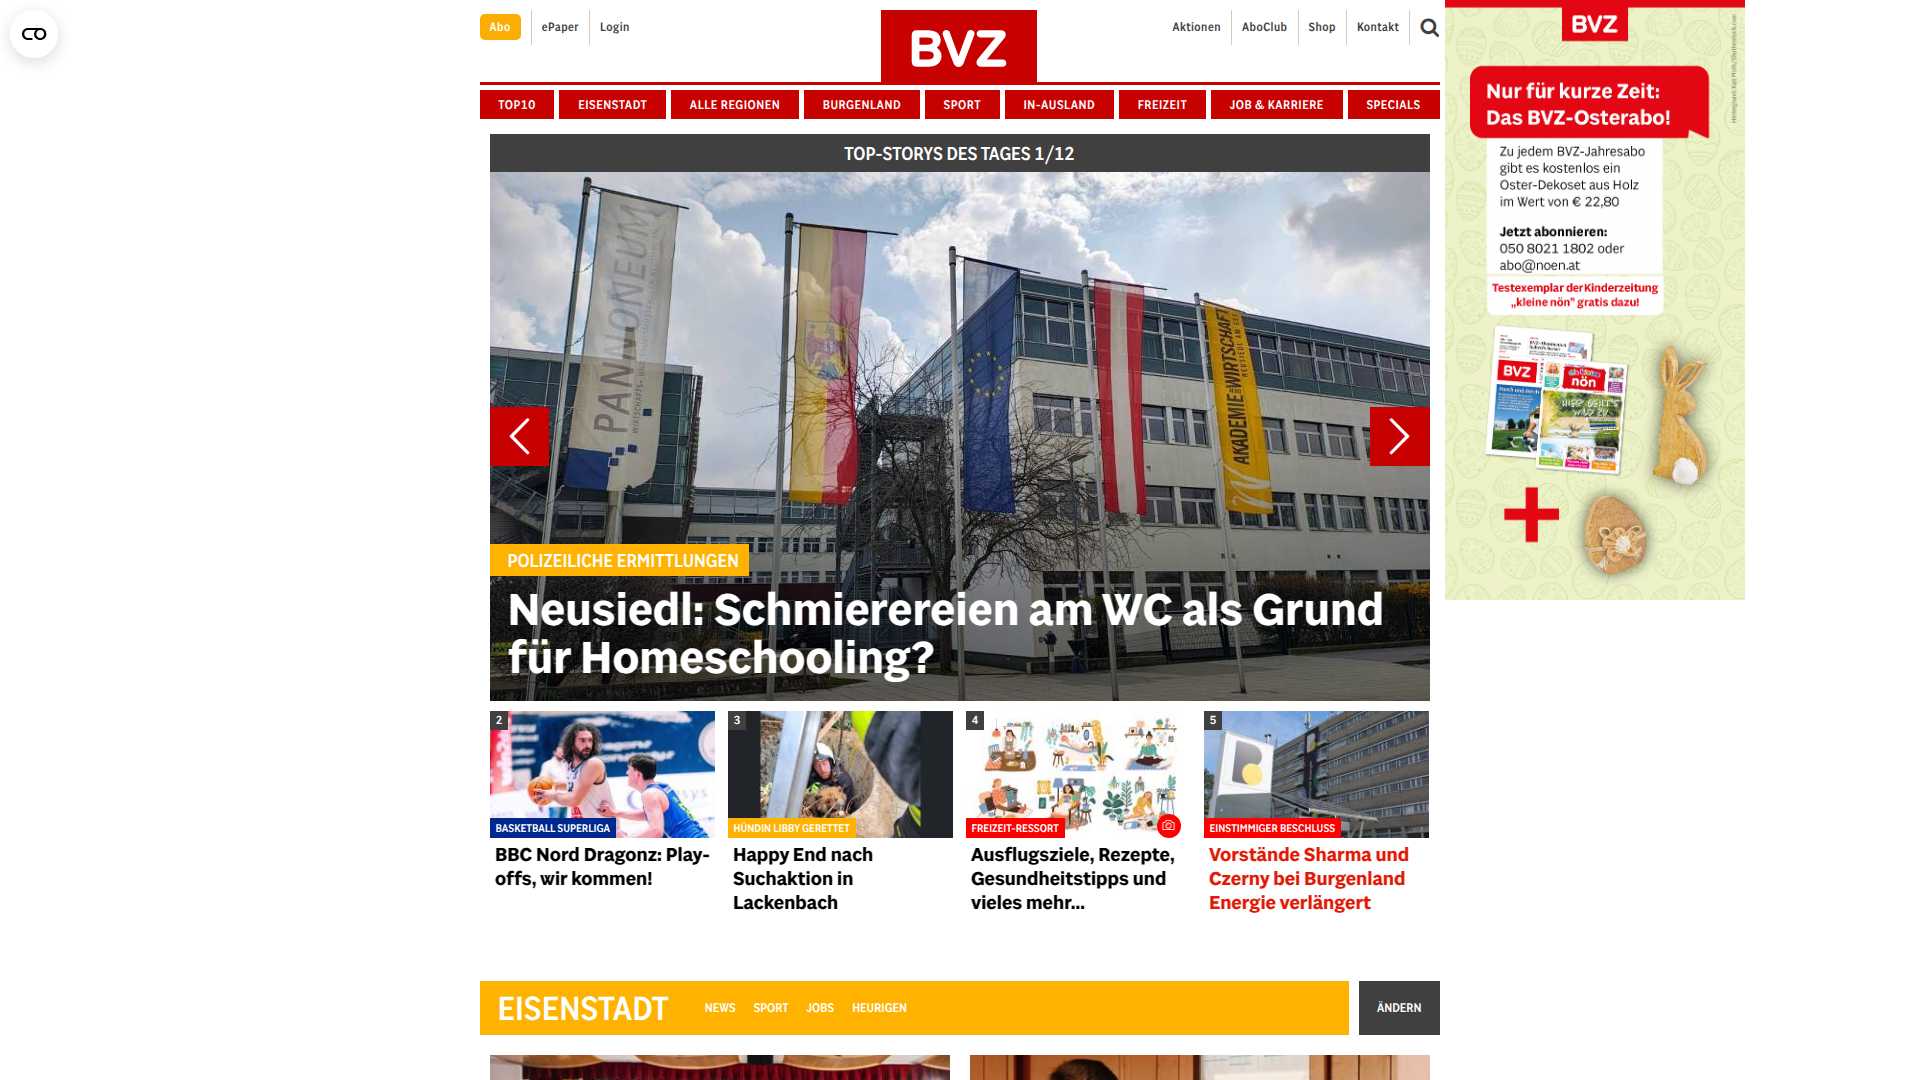 Abo
ePaper
Login
BVZ
Aktionen
AboClub
Shop
Kontakt
TOP10
EISENSTADT
ALLE REGIONEN
BURGENLAND
SPORT
IN-AUSLAND
FREIZEIT
JOB & KARRIERE
SPECIALS
TOP-STORYS DES TAGES 1/12
PANNONEUM
AKADEMIE DER WIRTSCHAFT
POLIZEILICHE ERMITTLUNGEN
Neusiedl: Schmierereien am WC als Grund
für Homeschooling?
2
BASKETBALL SUPERLIGA
BBC Nord Dragonz: Play-
offs, wir kommen!
3
HÜNDIN LIBBY GERETTET
Happy End nach
Suchaktion in
Lackenbach
4
FREIZEIT-RESSORT
Ausflugsziele, Rezepte,
Gesundheitstipps und
vieles mehr...
5
EINSTIMMIGER BESCHLUSS
Vorstände Sharma und
Czerny bei Burgenland
Energie verlängert
EISENSTADT
NEWS
SPORT
JOBS
HEURIGEN
ÄNDERN
BVZ
Nur für kurze Zeit:
Das BVZ-Osterabo!
Zu jedem BVZ-Jahresabo
gibt es kostenlos ein
Oster-Dekoset aus Holz
im Wert von € 22,80
Jetzt abonnieren:
050 8021 1802 oder
abo@noen.at
Testexemplar der Kinderzeitung
„kleine nön" gratis dazu!
BVZ
nön
+